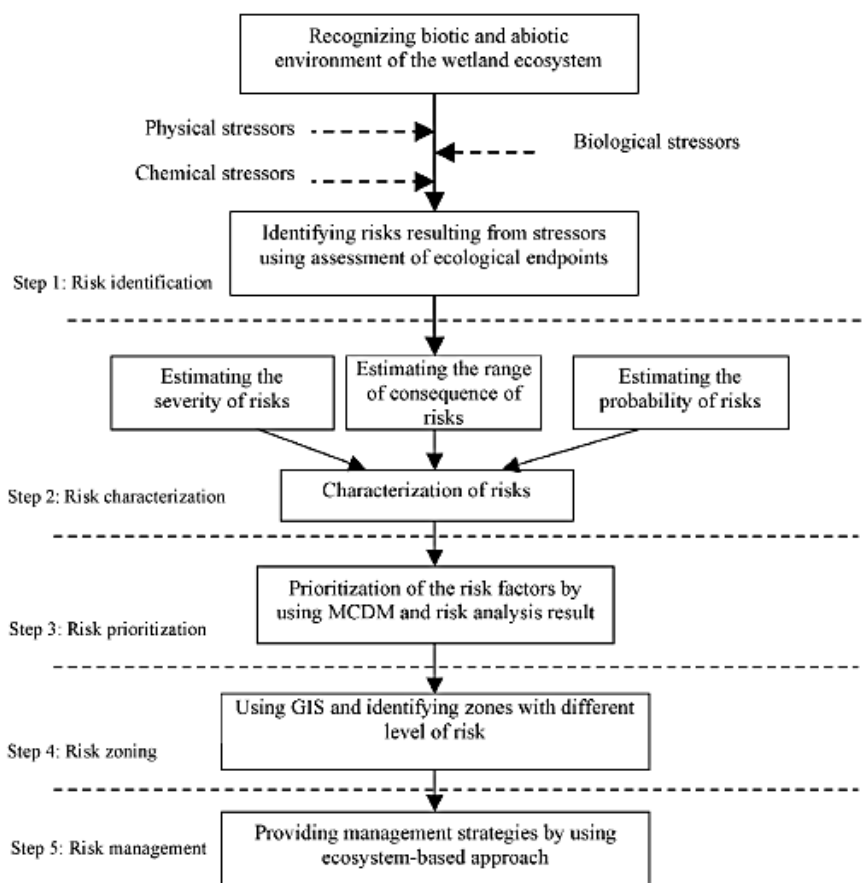 Recognizing biotic and abiotic
environment of the wetland ecosystem
Physical stressors
Biological stressors
Chemical stressors
Identifying risks resulting from stressors
using assessment of ecological endpoints
Step 1: Risk identification
Estimating the
severity of risks
Estimating the range
of consequence of
risks
Estimating the
probability of risks
Characterization of risks
Step 2: Risk characterization
Prioritization of the risk factors by
using MCDM and risk analysis result
Step 3: Risk prioritization
Using GIS and identifying zones with different
level of risk
Step 4: Risk zoning
Providing management strategies by using
ecosystem-based approach
Step 5: Risk management